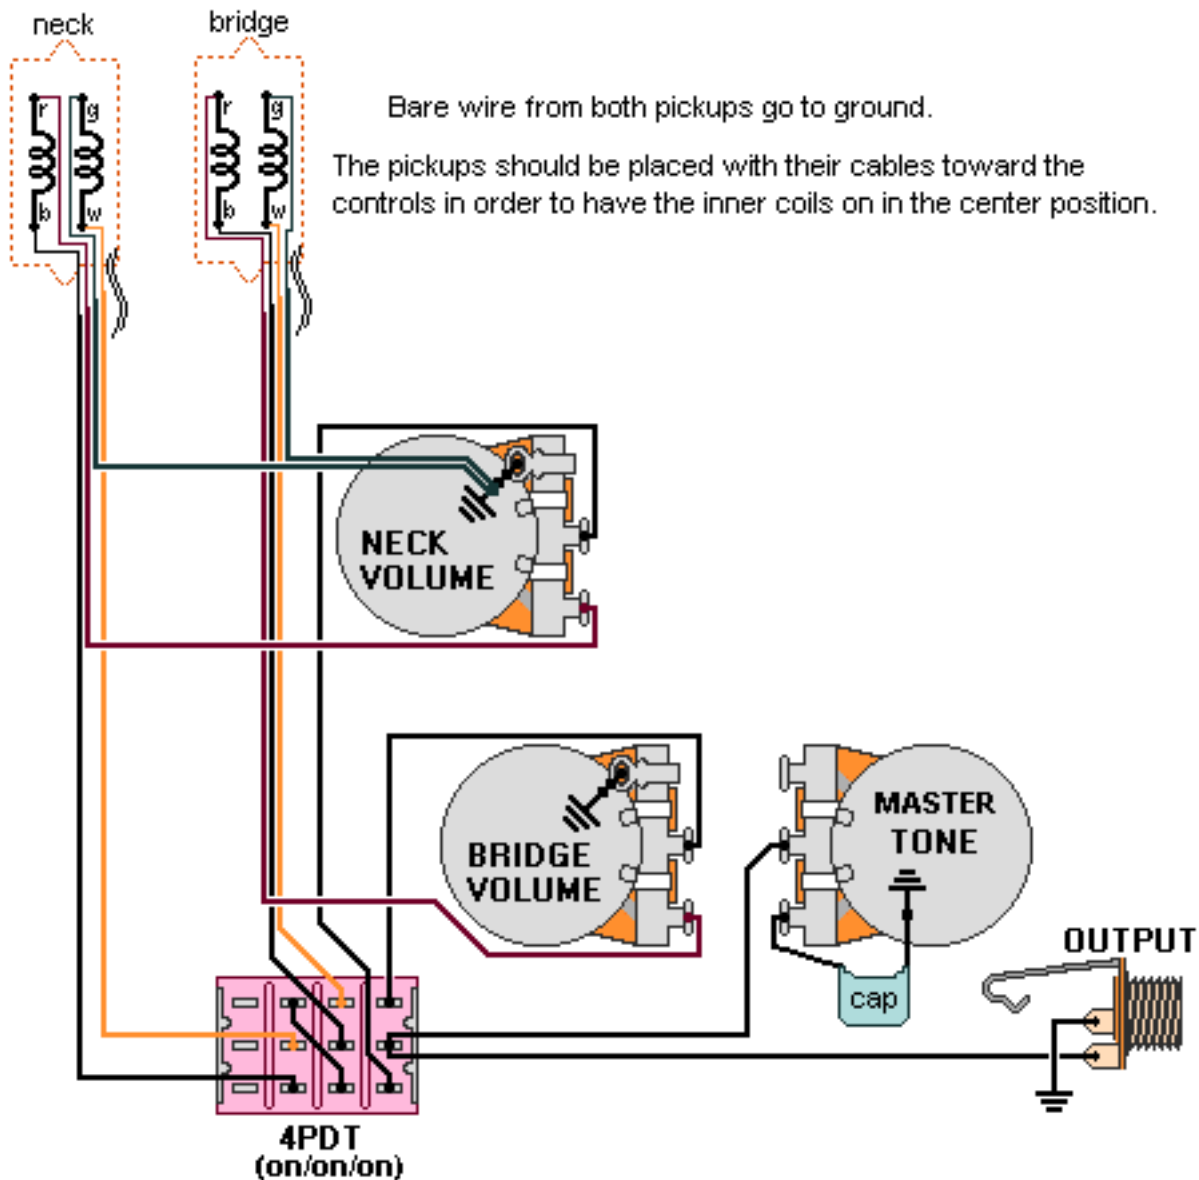 neck
bridge
r
g
b
w
r
g
b
w
Bare wire from both pickups go to ground.
The pickups should be placed with their cables toward the
controls in order to have the inner coils on in the center position.
NECK
VOLUME
BRIDGE
VOLUME
MASTER
TONE
cap
OUTPUT
4PDT
(on/on/on)